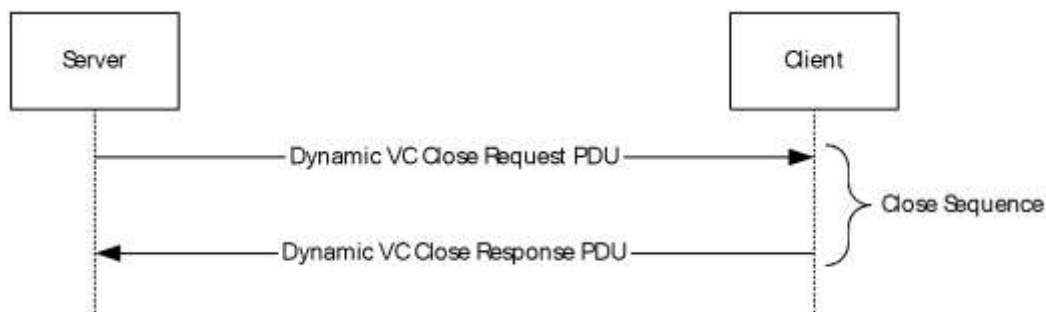 Server
Client
Dynamic VC Close Request PDU
Close Sequence
Dynamic VC Close Response PDU